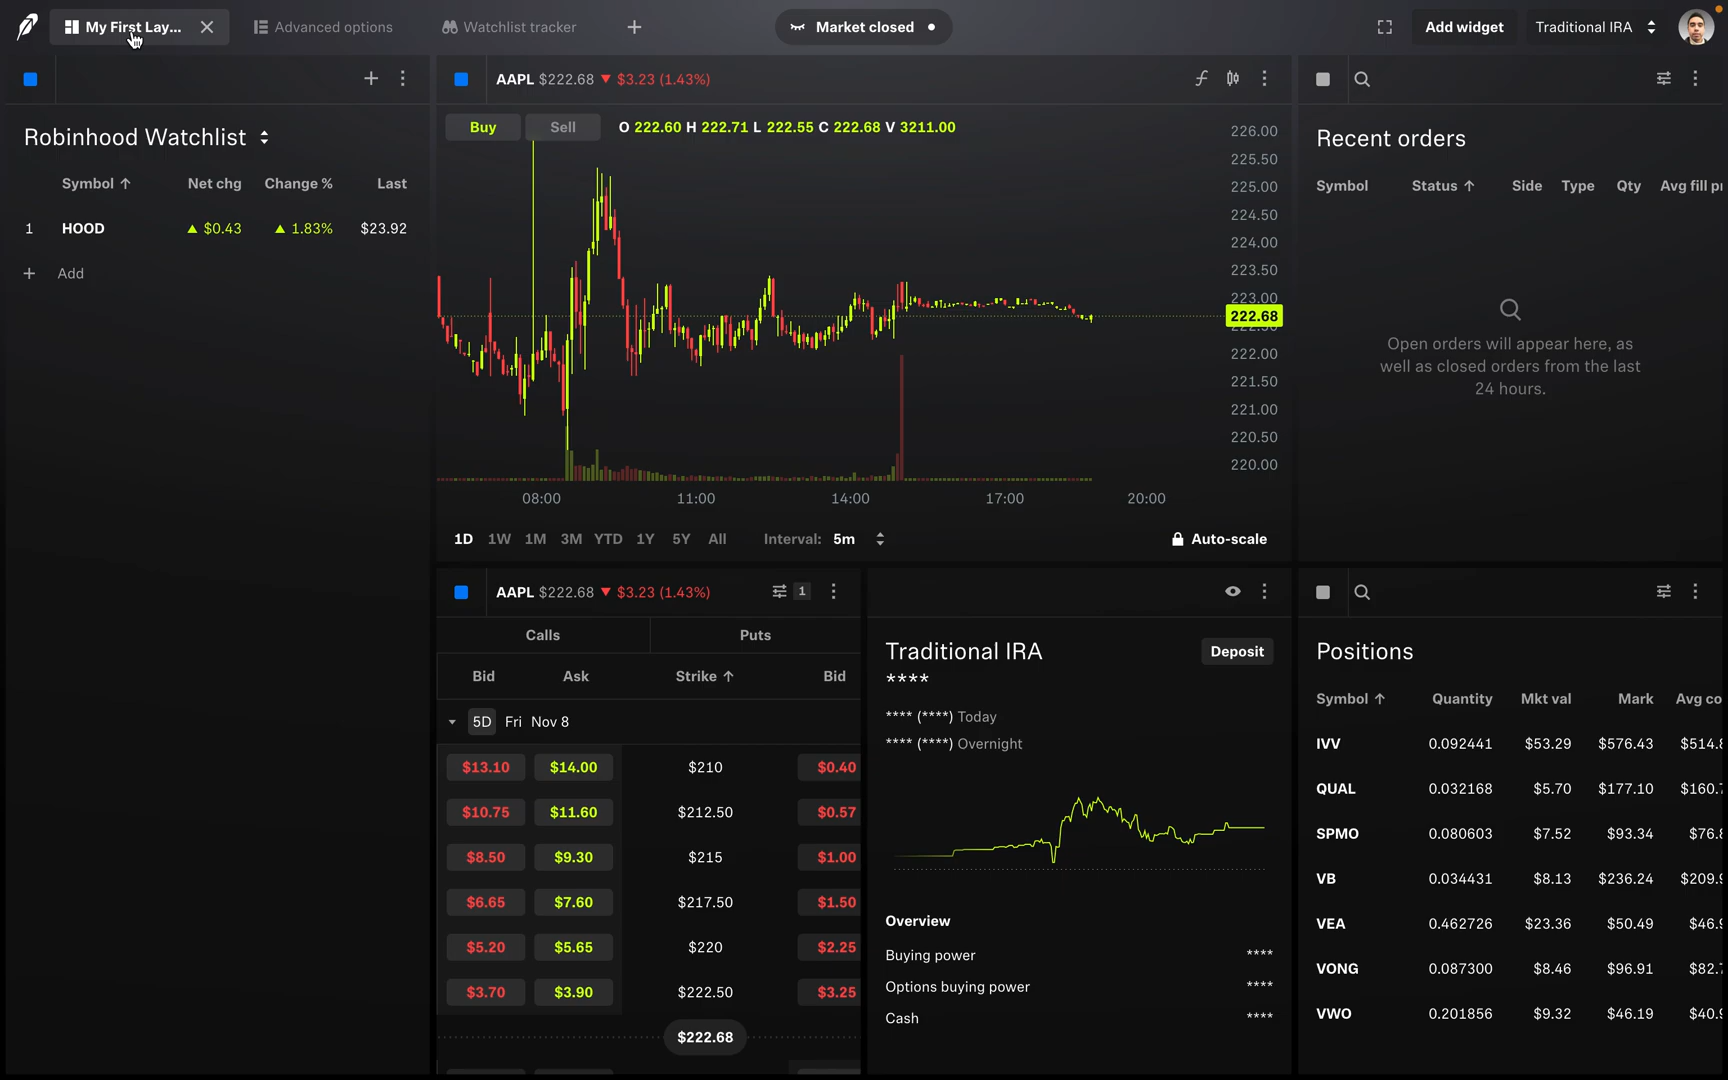 My First Lay...
Advanced options
Watchlist tracker
Market closed
Add widget
Traditional IRA
Robinhood Watchlist
Symbol ↑ Net chg Change % Last
1 HOOD ▲ $0.43 ▲ 1.83% $23.92
+ Add
AAPL $222.68 ▼ $3.23 (1.43%)
Buy Sell O 222.60 H 222.71 L 222.55 C 222.68 V 3211.00
226.00
225.50
225.00
224.50
224.00
223.50
223.00
222.68
222.00
221.50
221.00
220.50
220.00
08:00 11:00 14:00 17:00 20:00
1D 1W 1M 3M YTD 1Y 5Y All Interval: 5m Auto-scale
Recent orders
Symbol Status ↑ Side Type Qty Avg fill
Open orders will appear here, as
well as closed orders from the last
24 hours.
AAPL $222.68 ▼ $3.23 (1.43%) 1
Calls Puts
Bid Ask Strike ↑ Bid
5D Fri Nov 8
$13.10 $14.00 $210 $0.40
$10.75 $11.60 $212.50 $0.57
$8.50 $9.30 $215 $1.00
$6.65 $7.60 $217.50 $1.50
$5.20 $5.65 $220 $2.25
$3.70 $3.90 $222.50 $3.25
$222.68
Traditional IRA Deposit
****
**** (****) Today
**** (****) Overnight
Overview
Buying power ****
Options buying power ****
Cash ****
Positions
Symbol ↑ Quantity Mkt val Mark Avg co
IVV 0.092441 $53.29 $576.43 $514.
QUAL 0.032168 $5.70 $177.10 $160.
SPMO 0.080603 $7.52 $93.34 $76.
VB 0.034431 $8.13 $236.24 $209.
VEA 0.462726 $23.36 $50.49 $46.
VONG 0.087300 $8.46 $96.91 $82.
VWO 0.201856 $9.32 $46.19 $40.